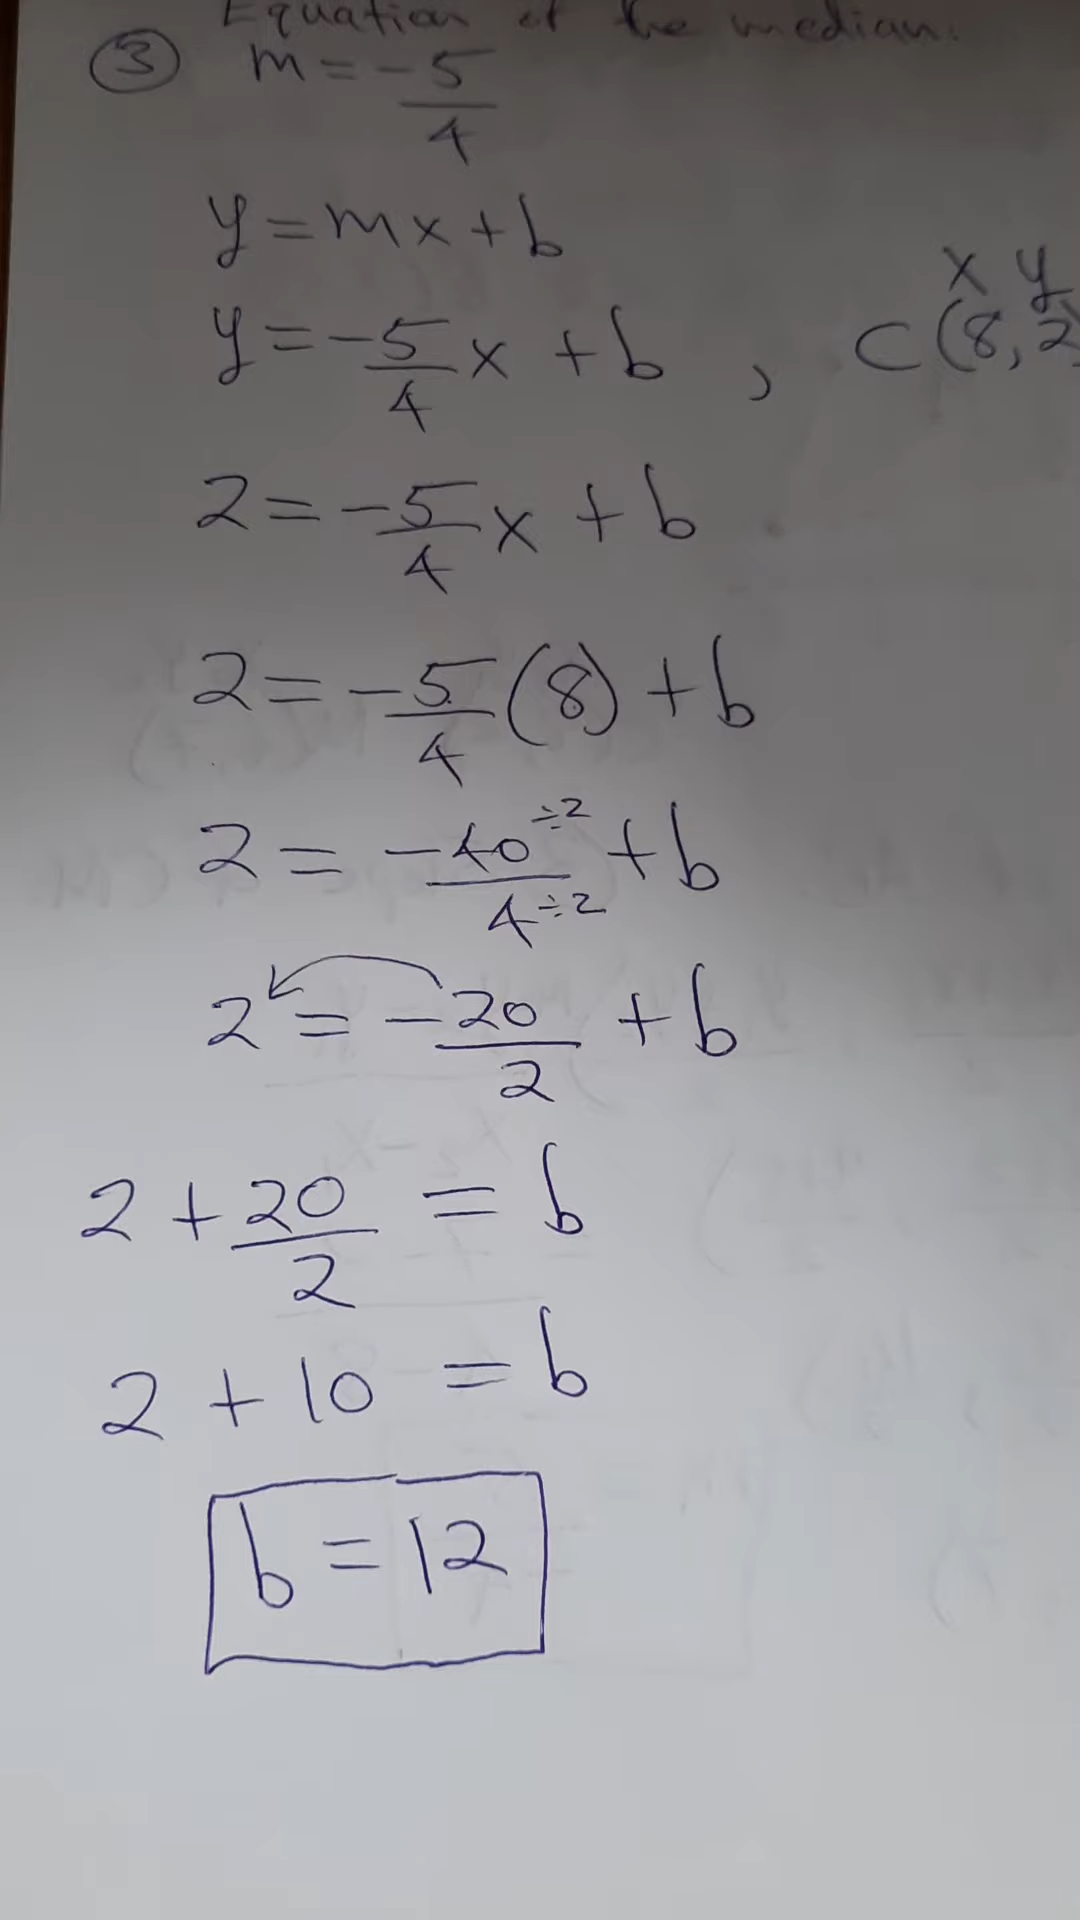 Equation of the median.
③ m = -5/4
y = mx + b
x y
y = -5/4 x + b , C (8, 2)
2 = -5/4 x + b
2 = -5/4 (8) + b
2 = -40÷2/4÷2 + b
2 = -20/2 + b
2 + 20/2 = b
2 + 10 = b
b = 12